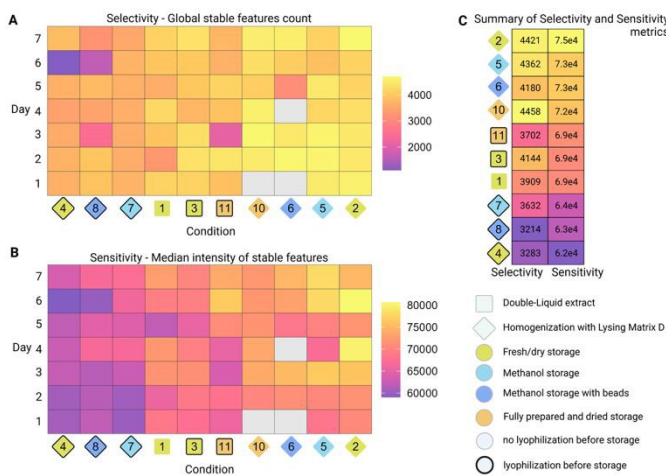 A
Selectivity - Global stable features count
7
6
5
Day 4
3
2
1
4 8 7 1 3 11 10 6 5 2
Condition
4000
3000
2000
B
Sensitivity - Median intensity of stable features
7
6
5
Day 4
3
2
1
4 8 7 1 3 11 10 6 5 2
Condition
80000
75000
70000
65000
60000
C
Summary of Selectivity and Sensitivity
metrics
2 4421 7.5e4
5 4362 7.3e4
6 4180 7.3e4
10 4458 7.2e4
11 3702 6.9e4
3 4144 6.9e4
1 3909 6.9e4
7 3632 6.4e4
8 3214 6.3e4
4 3283 6.2e4
Selectivity Sensitivity
Double-Liquid extract
Homogenization with Lysing Matrix D
Fresh/dry storage
Methanol storage
Methanol storage with beads
Fully prepared and dried storage
no lyophilization before storage
lyophilization before storage